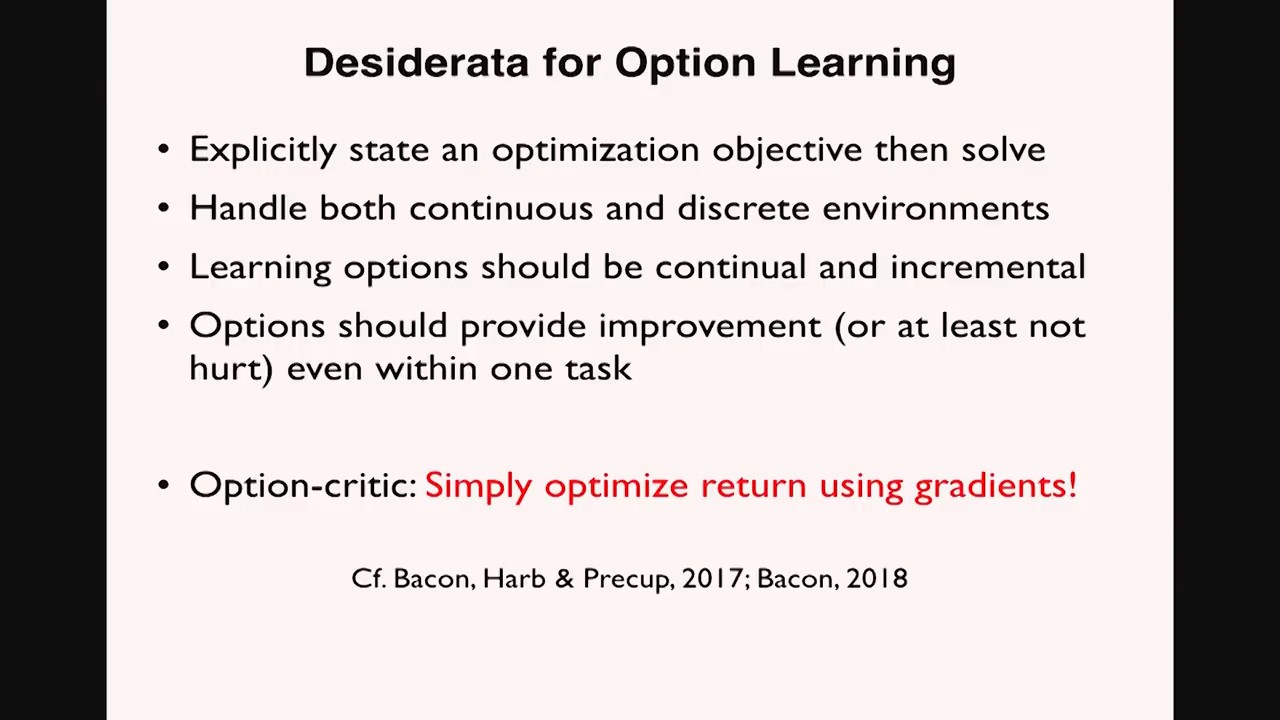 Desiderata for Option Learning
• Explicitly state an optimization objective then solve
• Handle both continuous and discrete environments
• Learning options should be continual and incremental
• Options should provide improvement (or at least not
hurt) even within one task
• Option-critic: Simply optimize return using gradients!
Cf. Bacon, Harb & Precup, 2017; Bacon, 2018